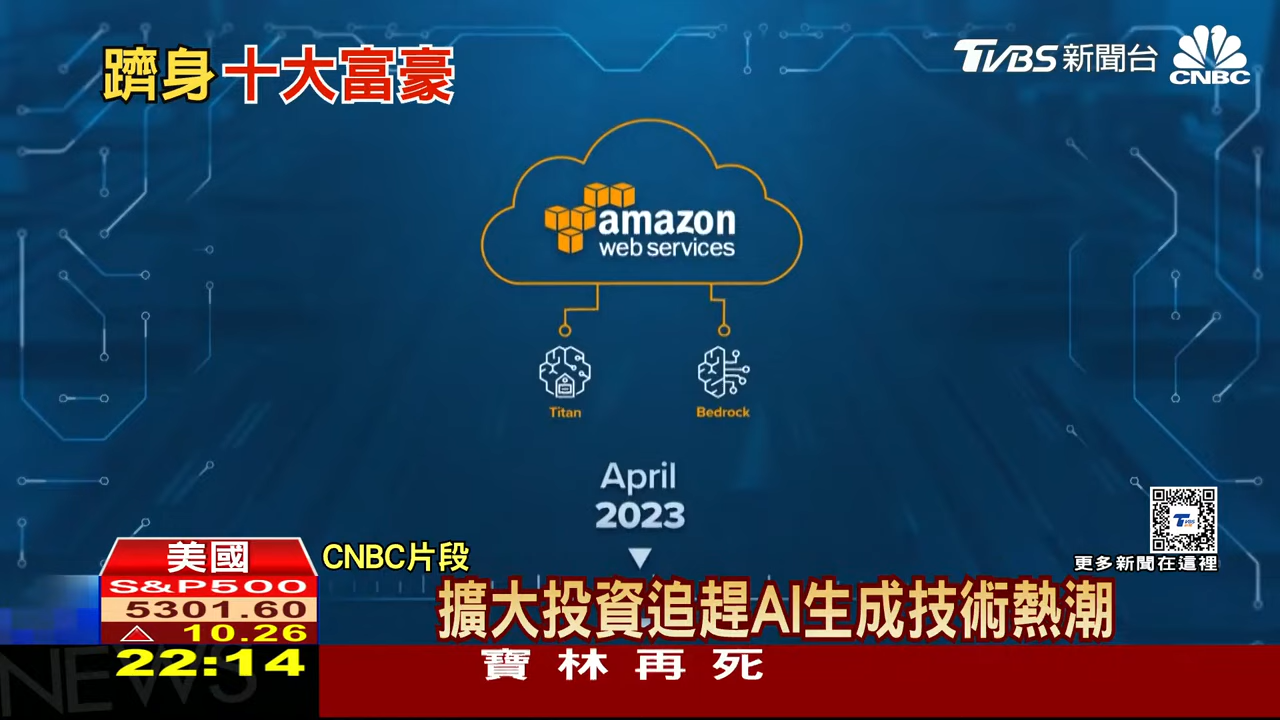 躋身十大富豪
TVBS新聞台
CNBC
amazon
web services
Titan
Bedrock
April
2023
TVBS
更多新聞在這裡
美國
CNBC片段
S&P500
5301.60
10.26
擴大投資追趕AI生成技術熱潮
22:14
NEWS
寶林再死